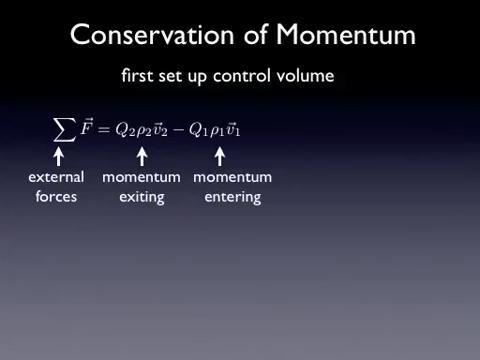 Conservation of Momentum
first set up control volume
∑ F⃗ = Q₂ρ₂v⃗₂ − Q₁ρ₁v⃗₁
external momentum momentum
forces exiting entering